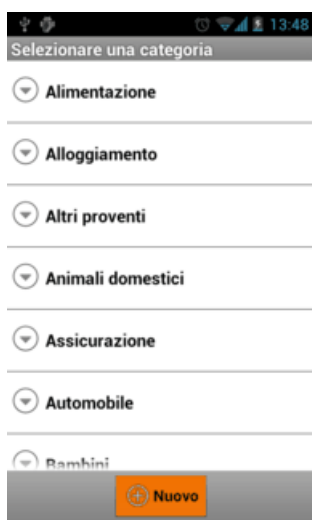 13:48
Selezionare una categoria
Alimentazione
Alloggiamento
Altri proventi
Animali domestici
Assicurazione
Automobile
Bambini
Nuovo